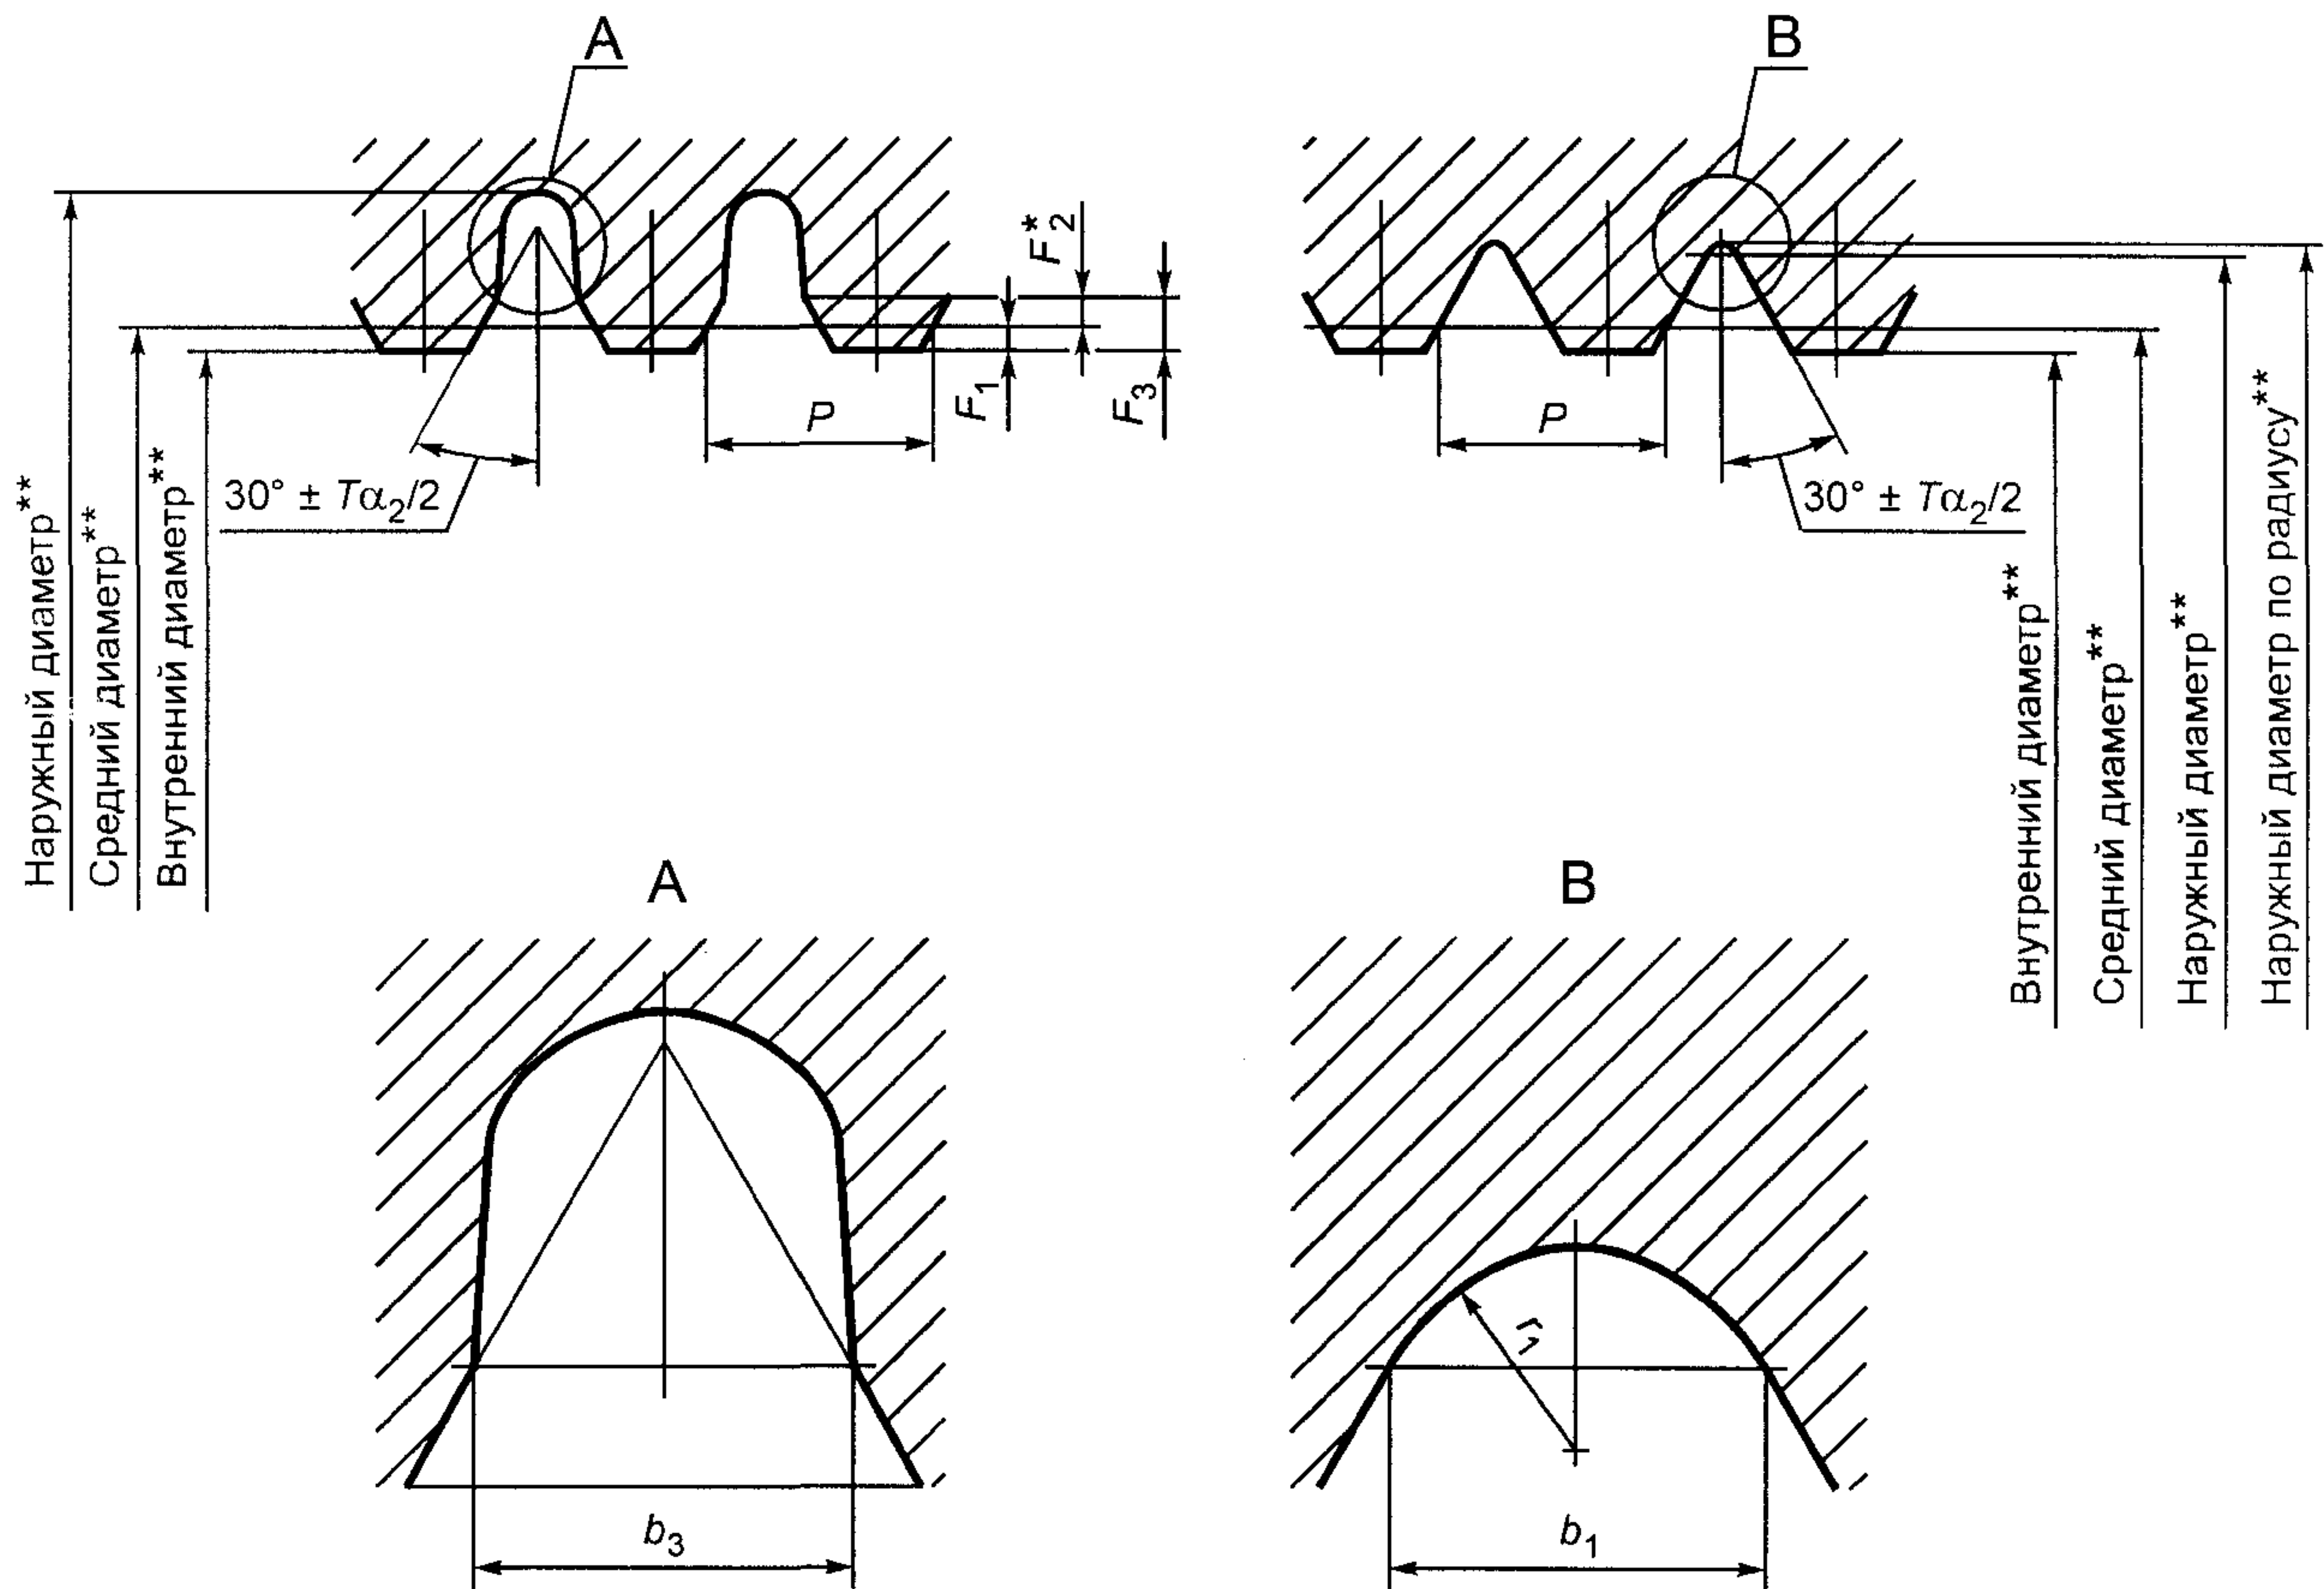 A
B
F*2
F1
F3
P
P
30° ± Tα2/2
30° ± Tα2/2
Наружный диаметр**
Средний диаметр**
Внутренний диаметр**
Внутренний диаметр**
Средний диаметр**
Наружный диаметр**
Наружный диаметр по радиусу**
A
B
r1
b3
b1